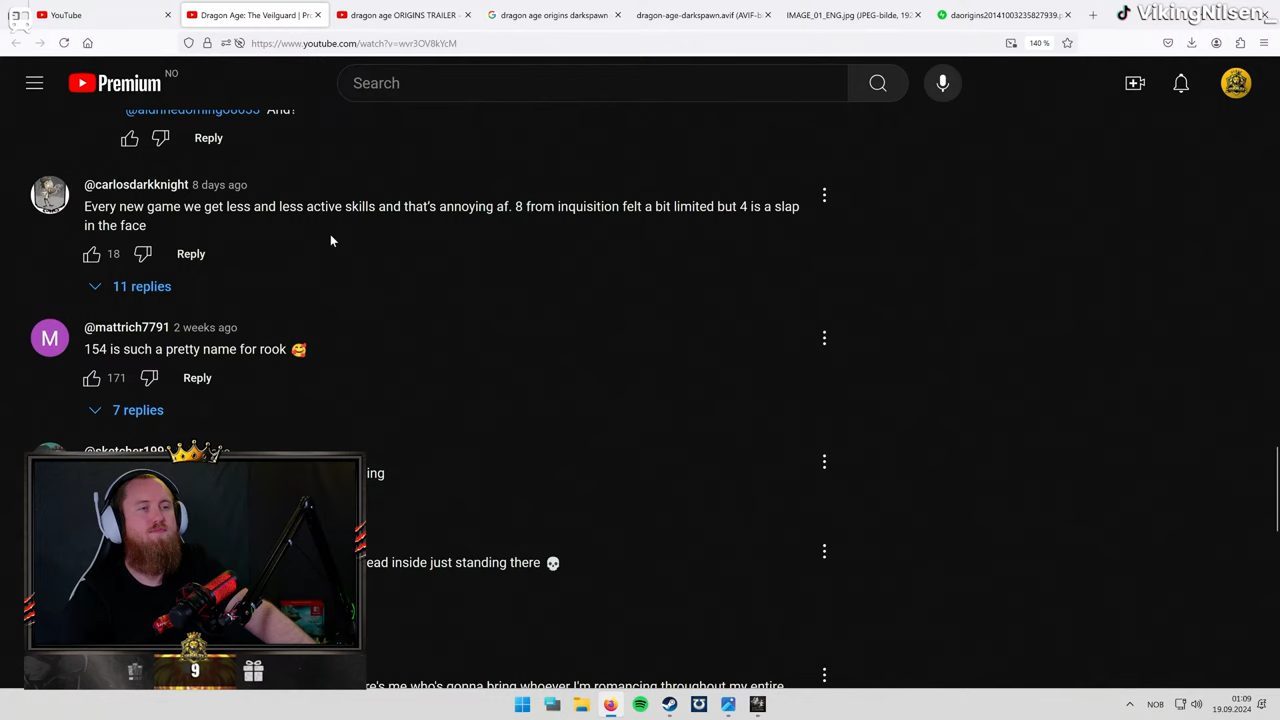 YouTube
Dragon Age: The Veilguard | Pr
dragon age ORIGINS TRAILER
dragon age origins darkspawn
dragon-age-darkspawn.avif (AVIF-b
IMAGE_01_ENG.jpg (JPEG-bilde, 192
daorigins20141003235827939.j
VikingKilsen
https://www.youtube.com/watch?v=wvr3OV8kYcM
140 %
Premium NO
Search
And?
Reply
@carlosdarkknight 8 days ago
Every new game we get less and less active skills and that's annoying af. 8 from inquisition felt a bit limited but 4 is a slap
in the face
18 Reply
11 replies
M
@mattrich7791 2 weeks ago
154 is such a pretty name for rook 🥰
171 Reply
7 replies
ing
ead inside just standing there 💀
re's me who's gonna bring whoever I'm romancing throughout my entire
9
NOB
01:09
19.09.2024